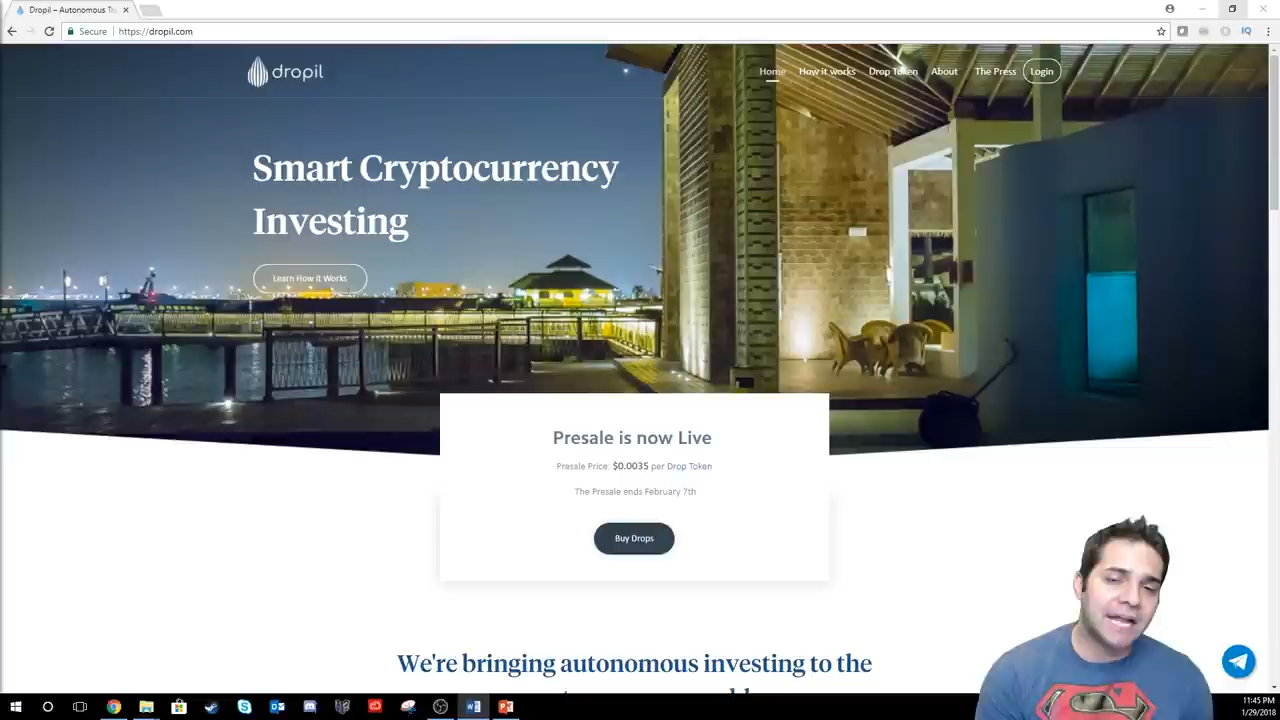 Dropil – Autonomous Tra
Secure
https://dropil.com
dropil
Home
How it works
Drop Token
About
The Press
Login
Smart Cryptocurrency
Investing
Learn How it Works
Presale is now Live
Presale Price: $0.0035 per Drop Token
The Presale ends February 7th
Buy Drops
We're bringing autonomous investing to the
11:45 PM
1/29/2018